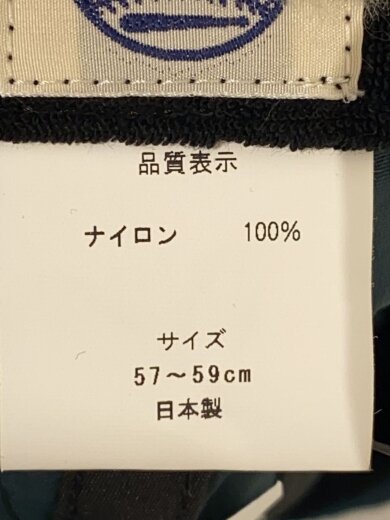 品質表示
ナイロン 100%
サイズ
57～59cm
日本製